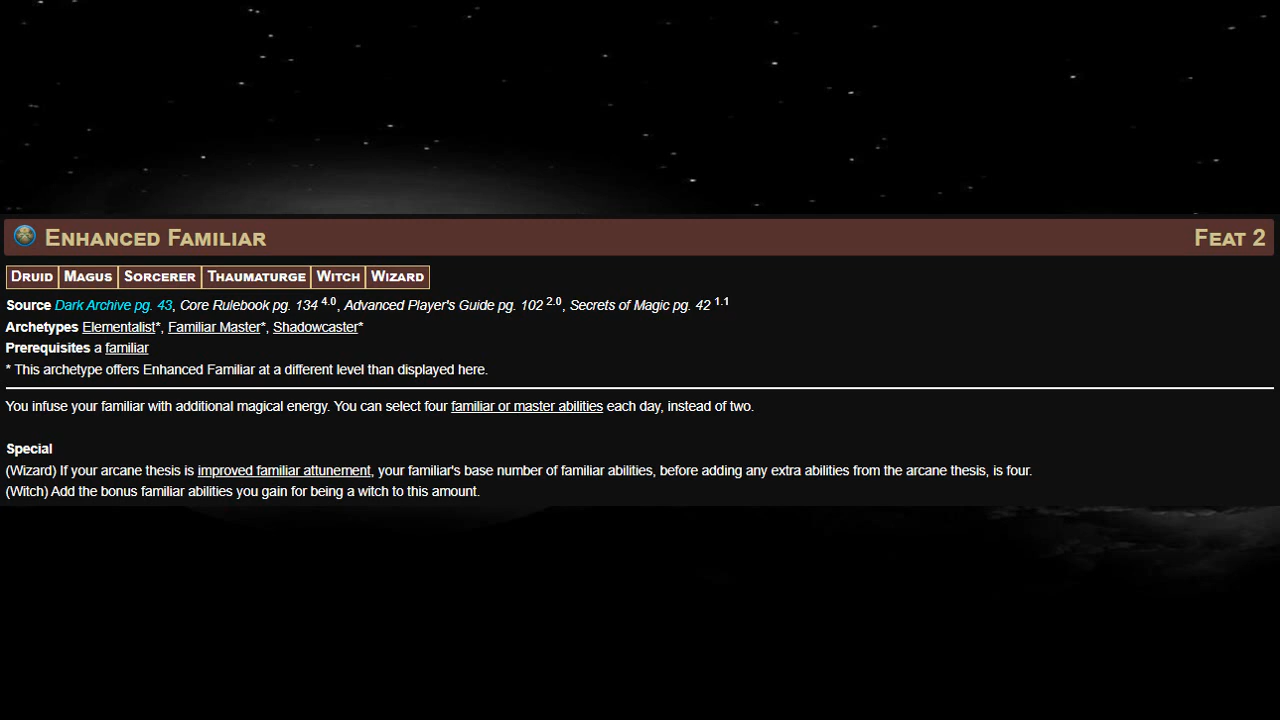 Enhanced Familiar Feat 2
Druid Magus Sorcerer Thaumaturge Witch Wizard
Source Dark Archive pg. 43, Core Rulebook pg. 134 4.0, Advanced Player's Guide pg. 102 2.0, Secrets of Magic pg. 42 1.1
Archetypes Elementalist*, Familiar Master*, Shadowcaster*
Prerequisites a familiar
* This archetype offers Enhanced Familiar at a different level than displayed here.
You infuse your familiar with additional magical energy. You can select four familiar or master abilities each day, instead of two.
Special
(Wizard) If your arcane thesis is improved familiar attunement, your familiar's base number of familiar abilities, before adding any extra abilities from the arcane thesis, is four.
(Witch) Add the bonus familiar abilities you gain for being a witch to this amount.